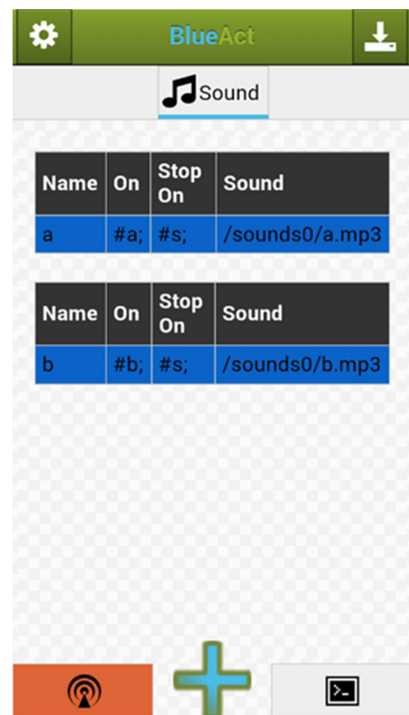 BlueAct
Sound
Name On Stop On Sound
a #a; #s; /sounds0/a.mp3
Name On Stop On Sound
b #b; #s; /sounds0/b.mp3